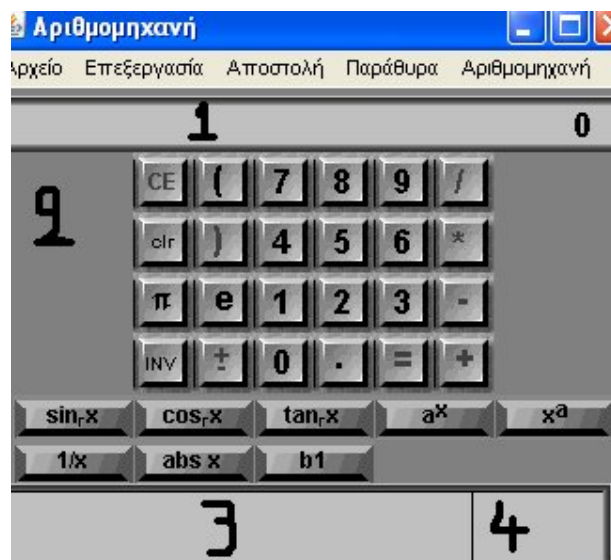 Αριθμομηχανή
Αρχείο Επεξεργασία Αποστολή Παράθυρα Αριθμομηχανή
1 0
2
CE ( 7 8 9 /
clr ) 4 5 6 *
π e 1 2 3 -
INV ± 0 . = +
sinᵣx cosᵣx tanᵣx aˣ xᵃ
1/x abs x b1
3 4